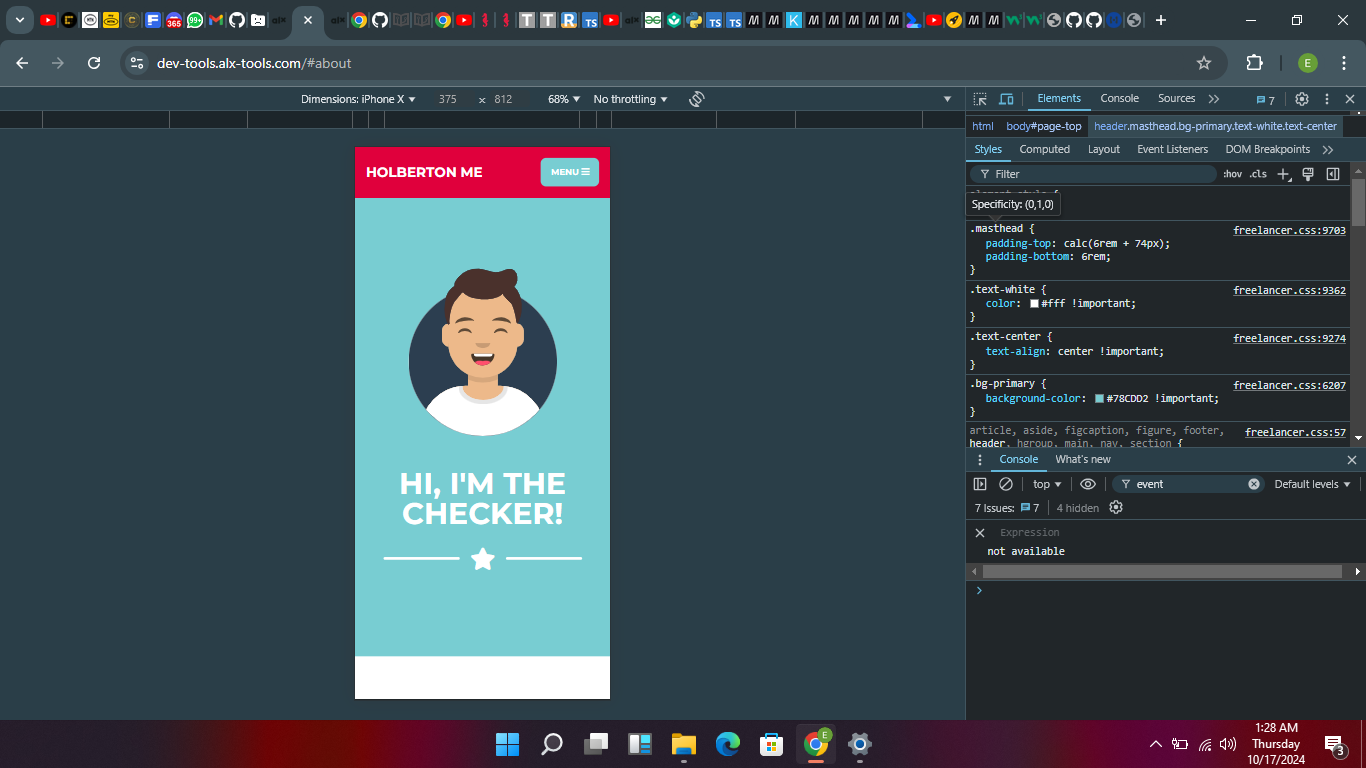 365
99+
dev-tools.alx-tools.com/#about
E
Dimensions: iPhone X 375 x 812 68% No throttling
Elements Console Sources 7
html body#page-top header.masthead.bg-primary.text-white.text-center
Styles Computed Layout Event Listeners DOM Breakpoints
Filter :hov .cls
Specificity: (0,1,0)
.masthead { freelancer.css:9703
padding-top: calc(6rem + 74px);
padding-bottom: 6rem;
}
.text-white { freelancer.css:9362
color: #fff !important;
}
.text-center { freelancer.css:9274
text-align: center !important;
}
.bg-primary { freelancer.css:6207
background-color: #78CDD2 !important;
}
article, aside, figcaption, figure, footer, freelancer.css:57
header, hgroup, main, nav, section {
HOLBERTON ME MENU
HI, I'M THE
CHECKER!
Console What's new
top event Default levels
7 Issues: 7 4 hidden
Expression
not available
1:28 AM
Thursday
10/17/2024
3